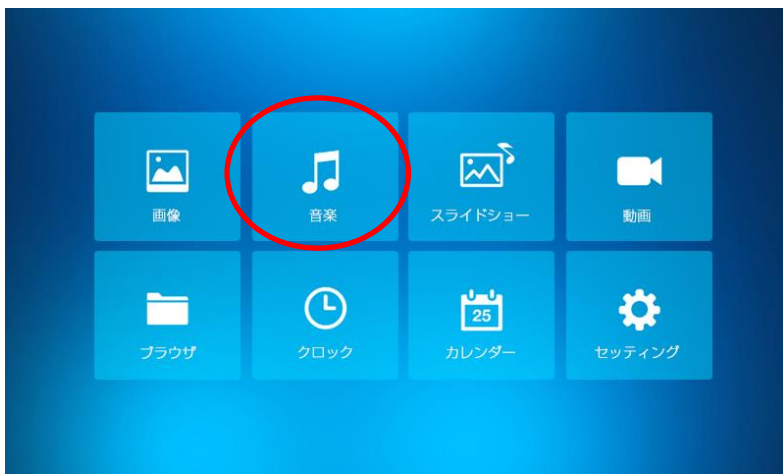 画像
音楽
スライドショー
動画
ブラウザ
クロック
25
カレンダー
セッティング